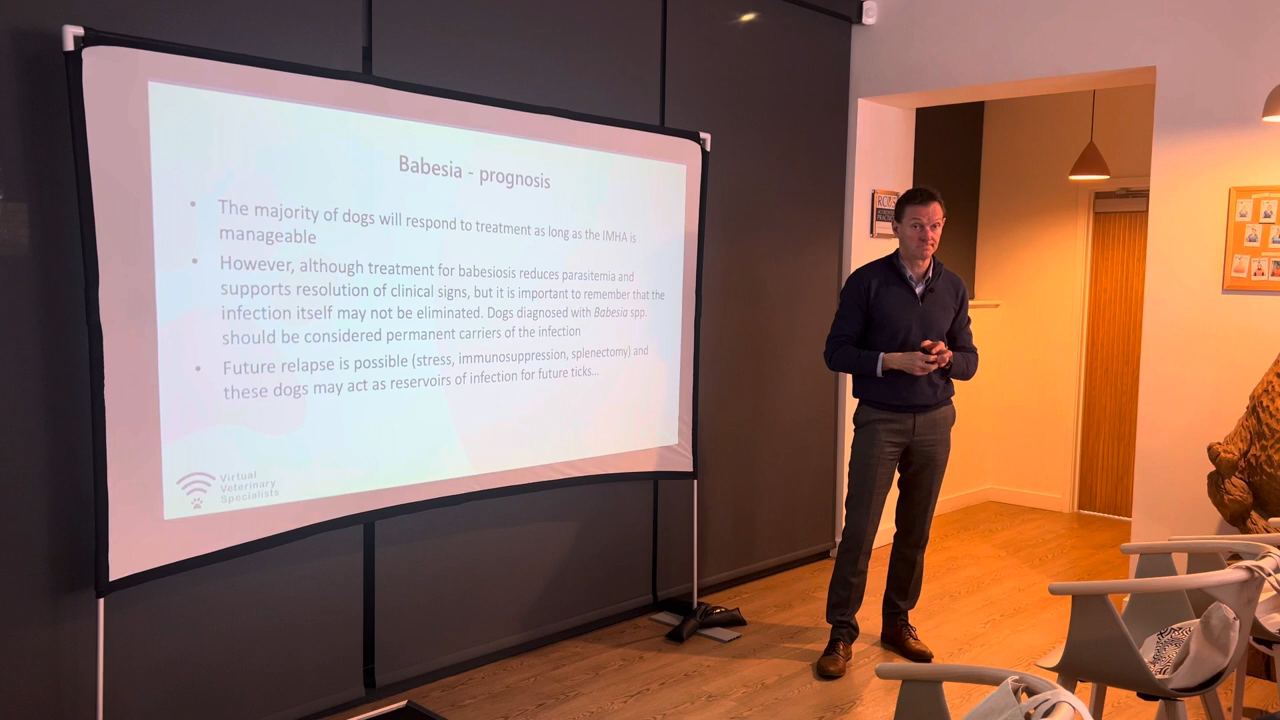 Babesia - prognosis
• The majority of dogs will respond to treatment as long as the IMHA is
manageable
• However, although treatment for babesiosis reduces parasitemia and
supports resolution of clinical signs, but it is important to remember that the
infection itself may not be eliminated. Dogs diagnosed with Babesia spp.
should be considered permanent carriers of the infection
• Future relapse is possible (stress, immunosuppression, splenectomy) and
these dogs may act as reservoirs of infection for future ticks…
Virtual
Veterinary
Specialists
RCVS
ACCREDITED
PRACTICE